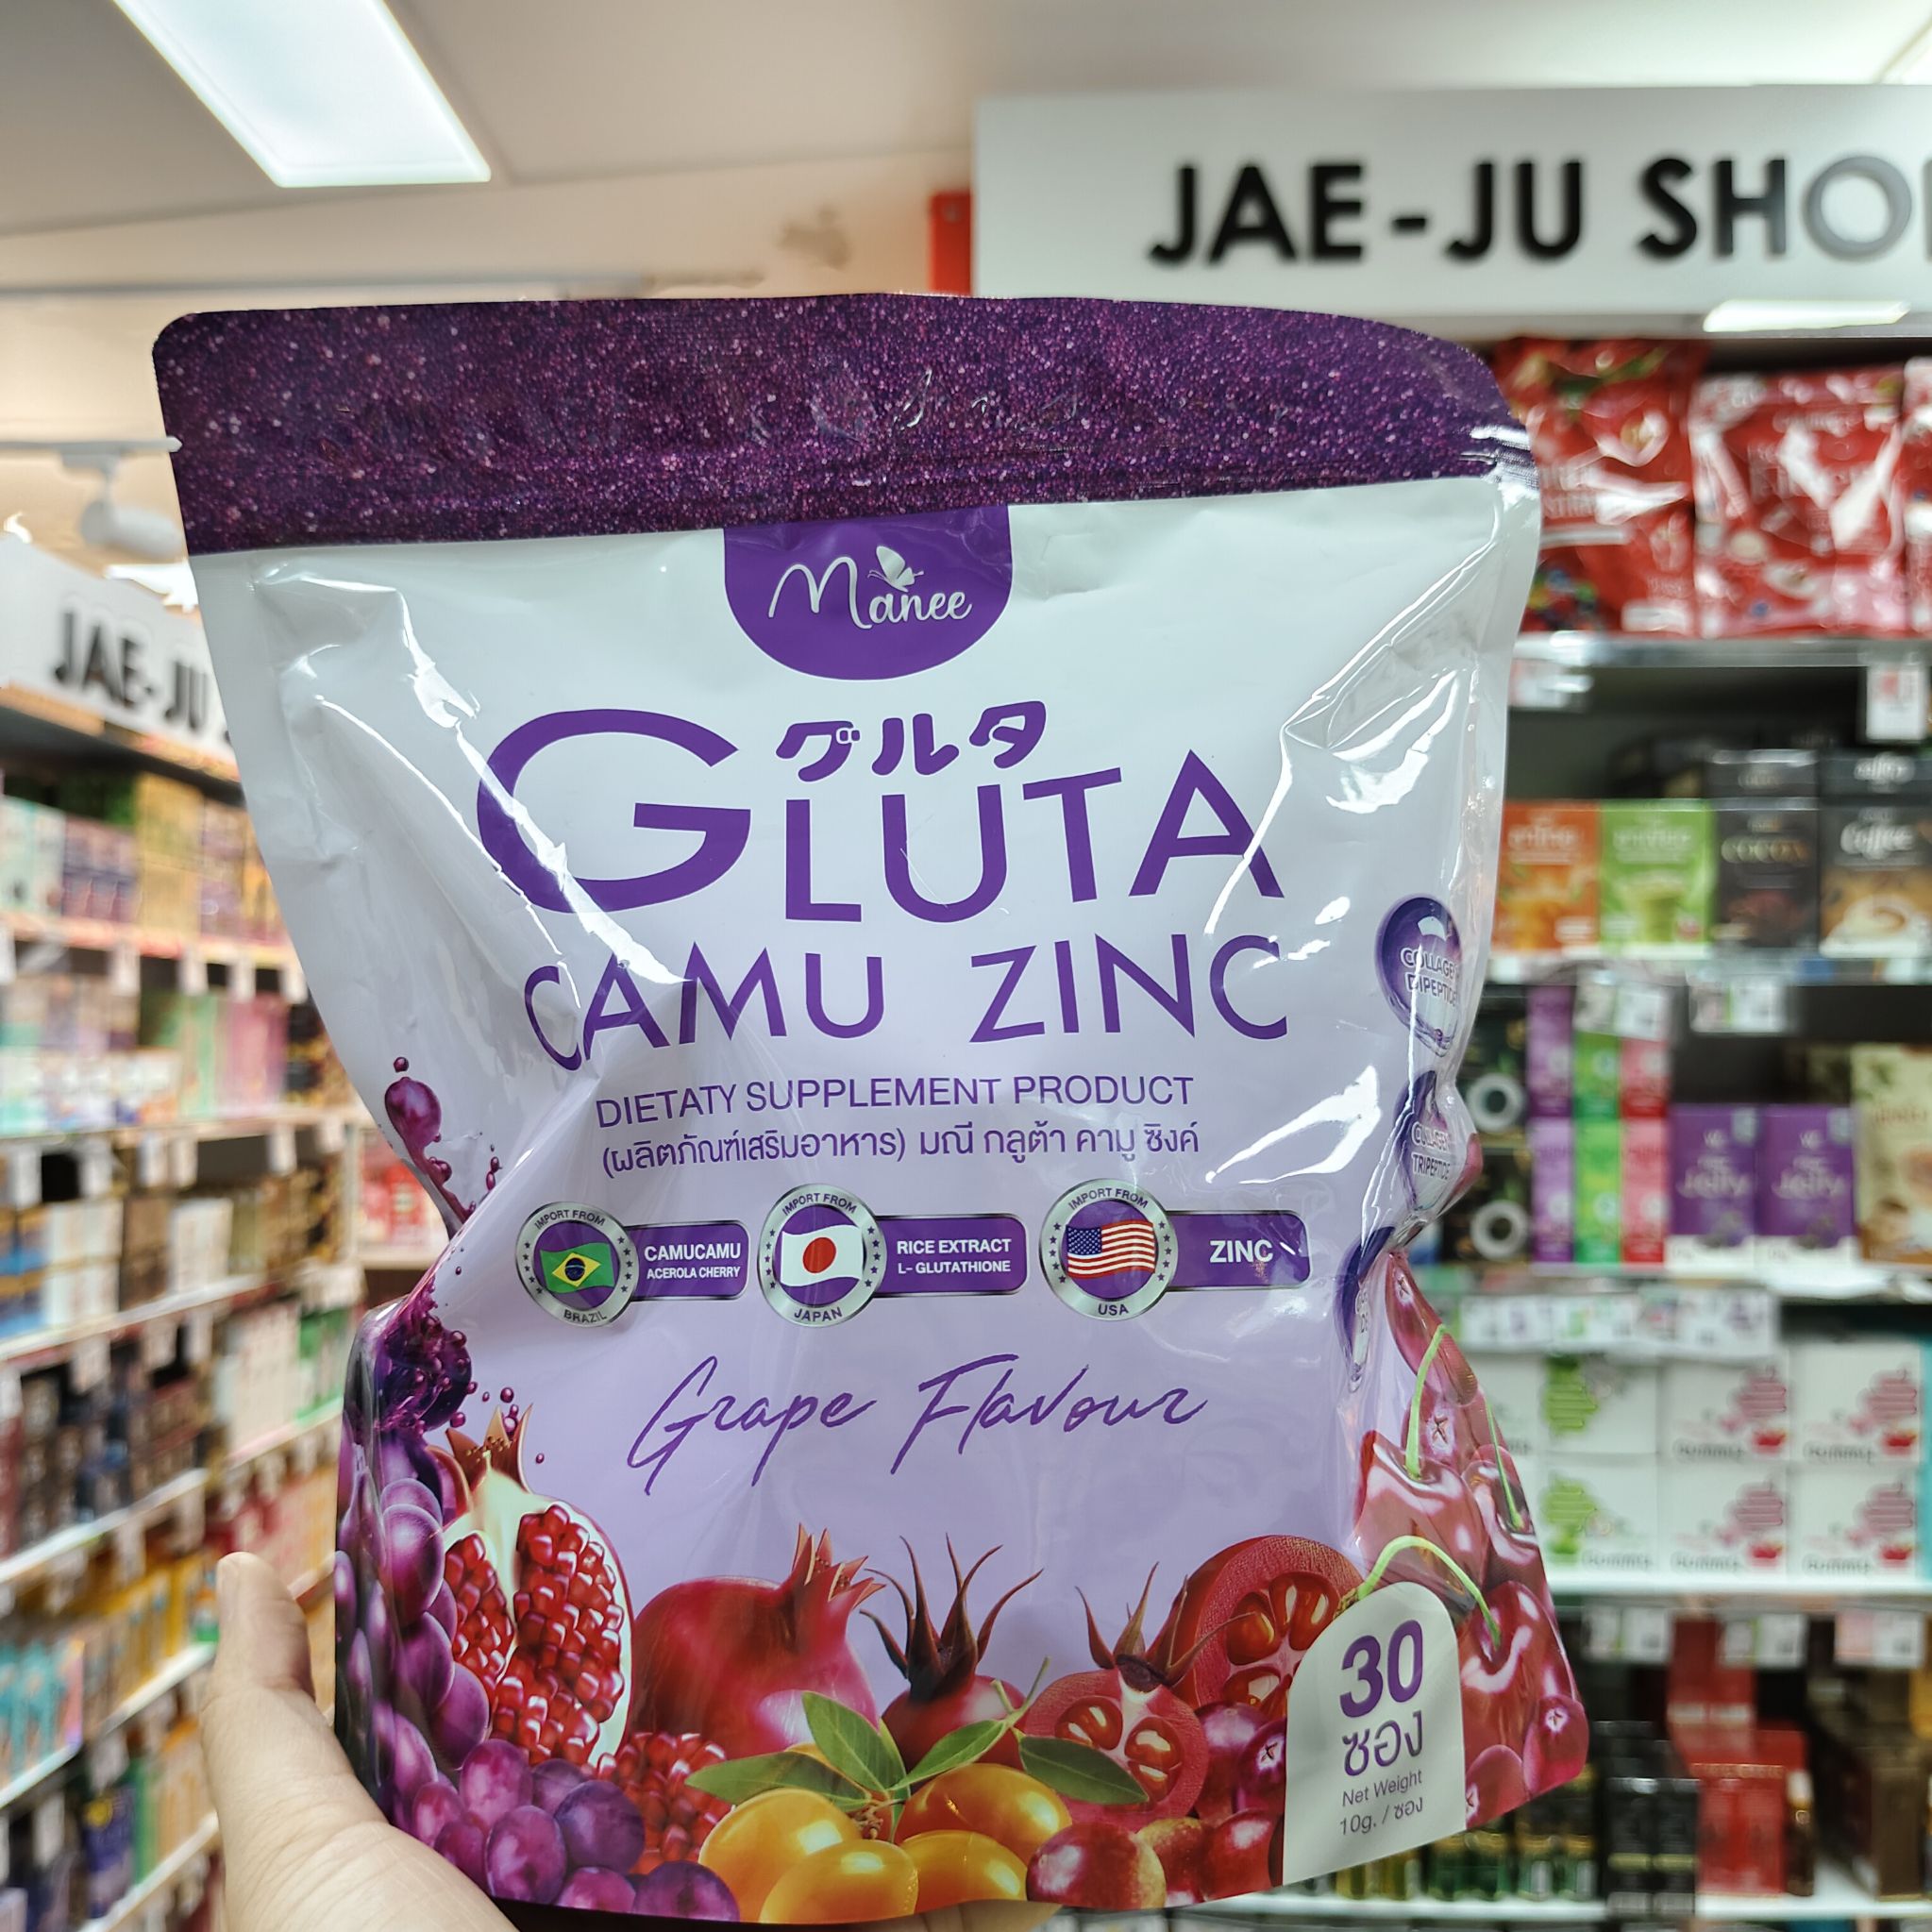 JAE-JU SHO
JAE-JU
Manee
グルタ
GLUTA
CAMU ZINC
DIETATY SUPPLEMENT PRODUCT
(ผลิตภัณฑ์เสริมอาหาร) มณี กลูต้า คามู ซิงค์
IMPORT FROM
BRAZIL
CAMUCAMU
ACEROLA CHERRY
IMPORT FROM
JAPAN
RICE EXTRACT
L- GLUTATHIONE
IMPORT FROM
USA
ZINC
Grape Flavour
COLLAGEN
DIPEPTIDE
COLLAGEN
TRIPEPTIDE
30
ซอง
Net Weight
10g. / ซอง
COCOA
Coffee
Jelly
Jelly